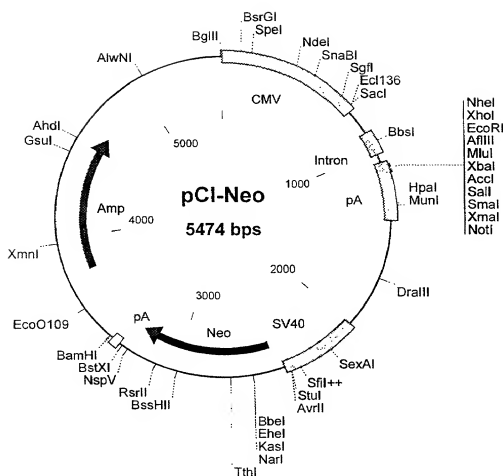 BsrGI
SpeI
BglII
NdeI
SnaBI
SgfI
Ecl136
SacI
AlwNI
CMV
NheI
XhoI
EcoRI
AflIII
MluI
XbaI
AccI
SalI
SmaI
XmaI
NotI
BbsI
AhdI
GsuI
5000
Intron
1000
pCI-Neo
5474 bps
pA
HpaI
MunI
Amp
4000
XmnI
2000
DraIII
3000
EcoO109
pA
Neo
SV40
SexAI
BamHI
BstXI
NspV
SfiI++
StuI
AvrII
RsrII
BssHII
BbeI
EheI
KasI
NarI
TthI